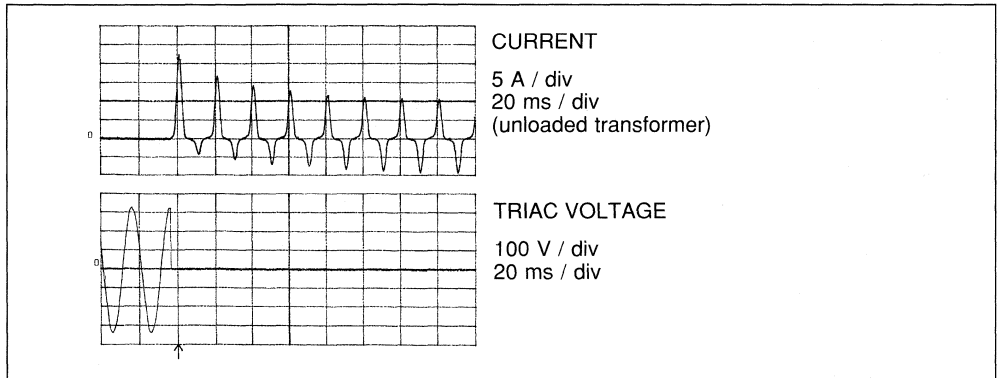 CURRENT
5 A / div
20 ms / div
(unloaded transformer)
0
TRIAC VOLTAGE
100 V / div
20 ms / div
0